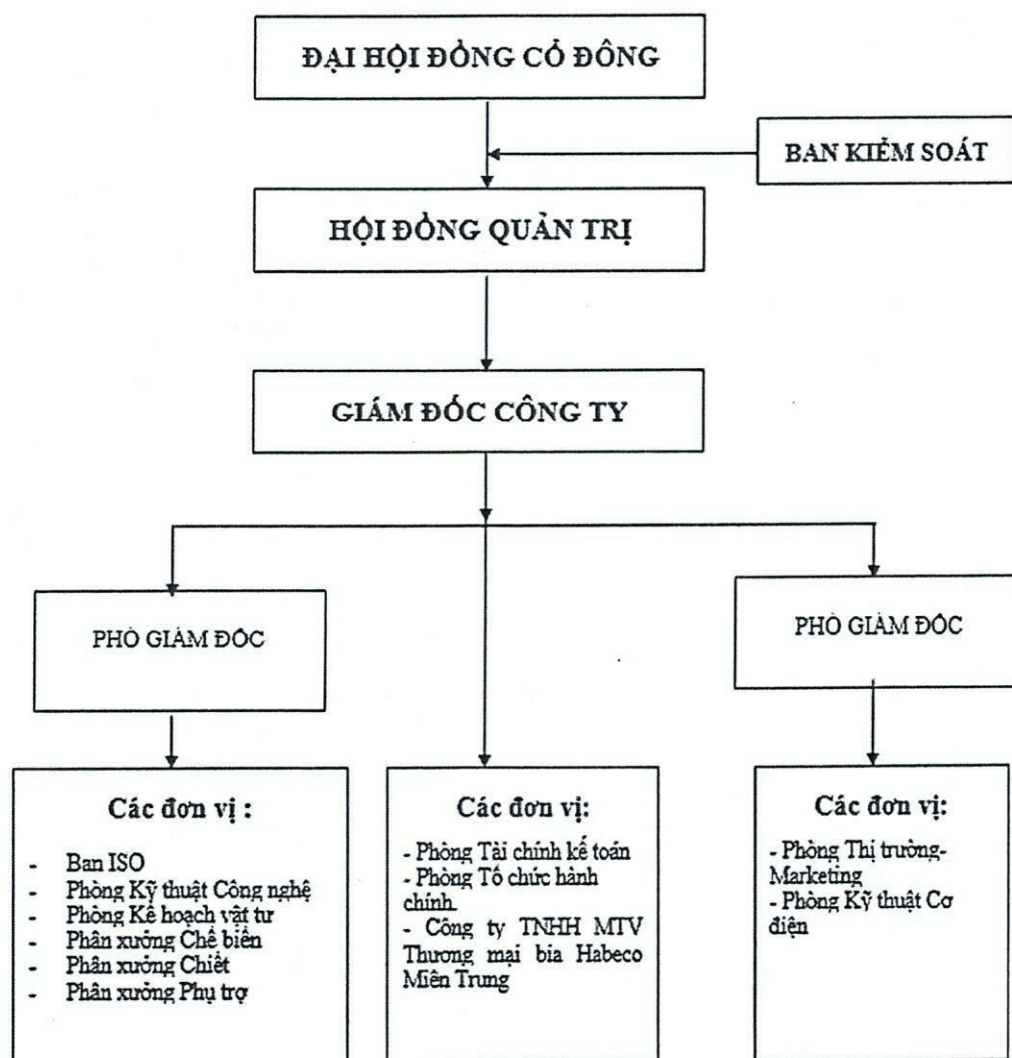 ĐẠI HỘI ĐỒNG CỔ ĐÔNG
BAN KIỂM SOÁT
HỘI ĐỒNG QUẢN TRỊ
GIÁM ĐỐC CÔNG TY
PHÓ GIÁM ĐỐC
PHÓ GIÁM ĐỐC
Các đơn vị :
- Ban ISO
- Phòng Kỹ thuật Công nghệ
- Phòng Kế hoạch vật tư
- Phân xưởng Chế biến
- Phân xưởng Chiết
- Phân xưởng Phụ trợ
Các đơn vị:
- Phòng Tài chính kế toán
- Phòng Tổ chức hành
chính.
- Công ty TNHH MTV
Thương mại bia Habeco
Miền Trung
Các đơn vị:
- Phòng Thị trường-
Marketing
- Phòng Kỹ thuật Cơ
điện